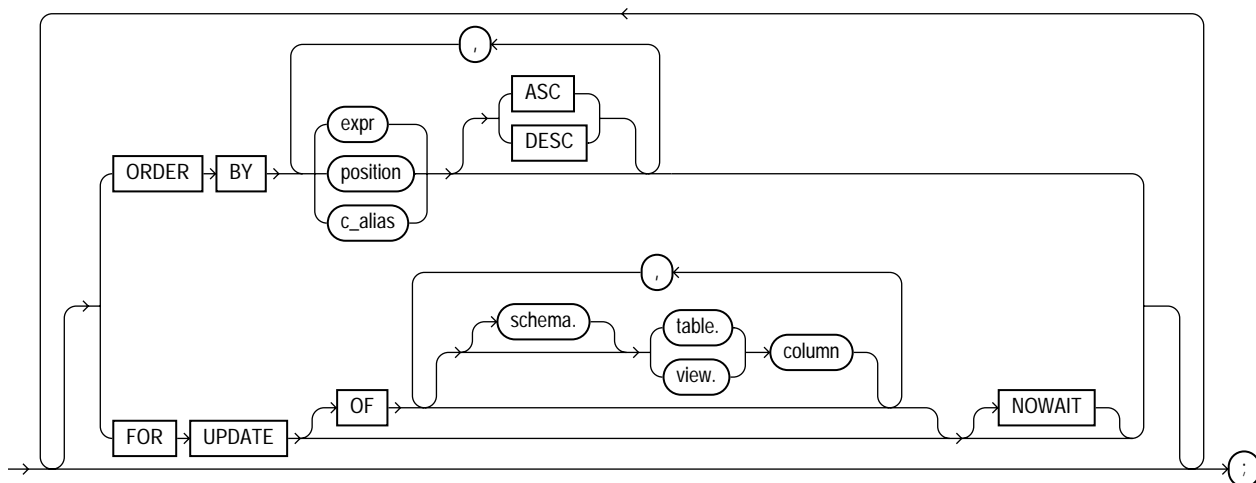 ,
ASC
expr
DESC
ORDER BY position
c_alias
,
schema. table. column
view.
OF NOWAIT
FOR UPDATE
;